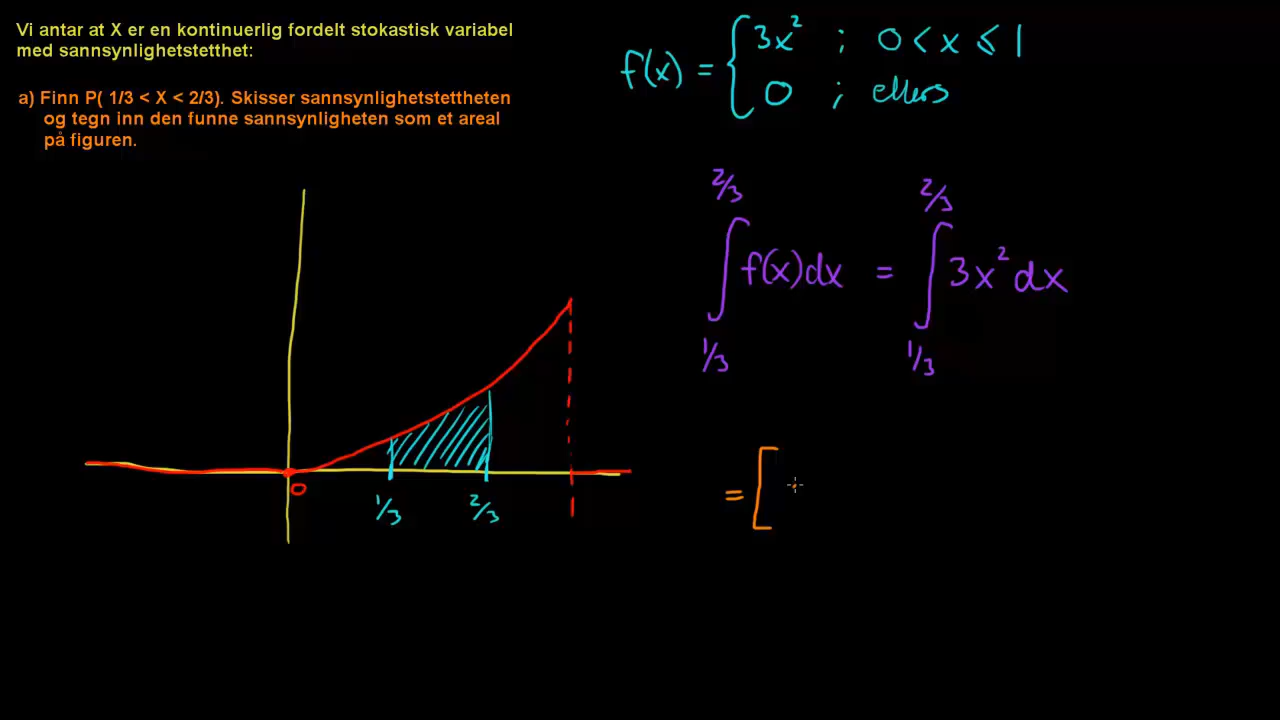 Vi antar at X er en kontinuerlig fordelt stokastisk variabel
med sannsynlighetstetthet:
a) Finn P( 1/3 < X < 2/3). Skisser sannsynlighetstettheten
og tegn inn den funne sannsynligheten som et areal
på figuren.
f(x) = { 3x² ; 0 < x ≤ 1
0 ; ellers
2/3 2/3
∫ f(x)dx = ∫ 3x² dx
1/3 1/3
= [
0 1/3 2/3 1